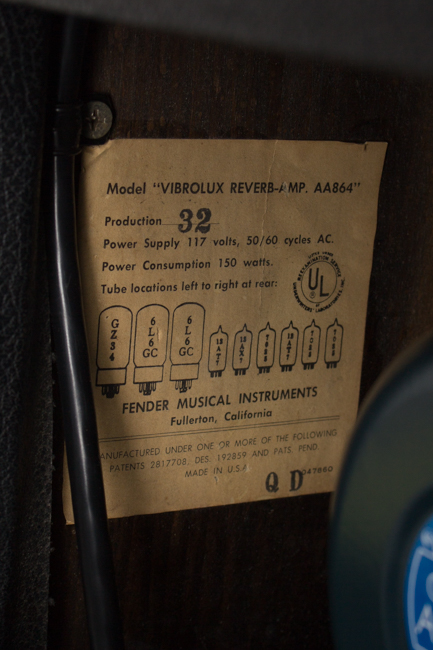 Model "VIBROLUX REVERB-AMP. AA864"
Production 32
Power Supply 117 volts, 50/60 cycles AC.
Power Consumption 150 watts.
Tube locations left to right at rear:
UL
GZ34
6L6GC
6L6GC
12AT7
12AX7
7025
12AT7
7025
7025
FENDER MUSICAL INSTRUMENTS
Fullerton, California
ANUFACTURED UNDER ONE OR MORE OF THE FOLLOWING
PATENTS 2817708, DES. 192859 AND PATS. PEND.
MADE IN U.S.A.
Q D